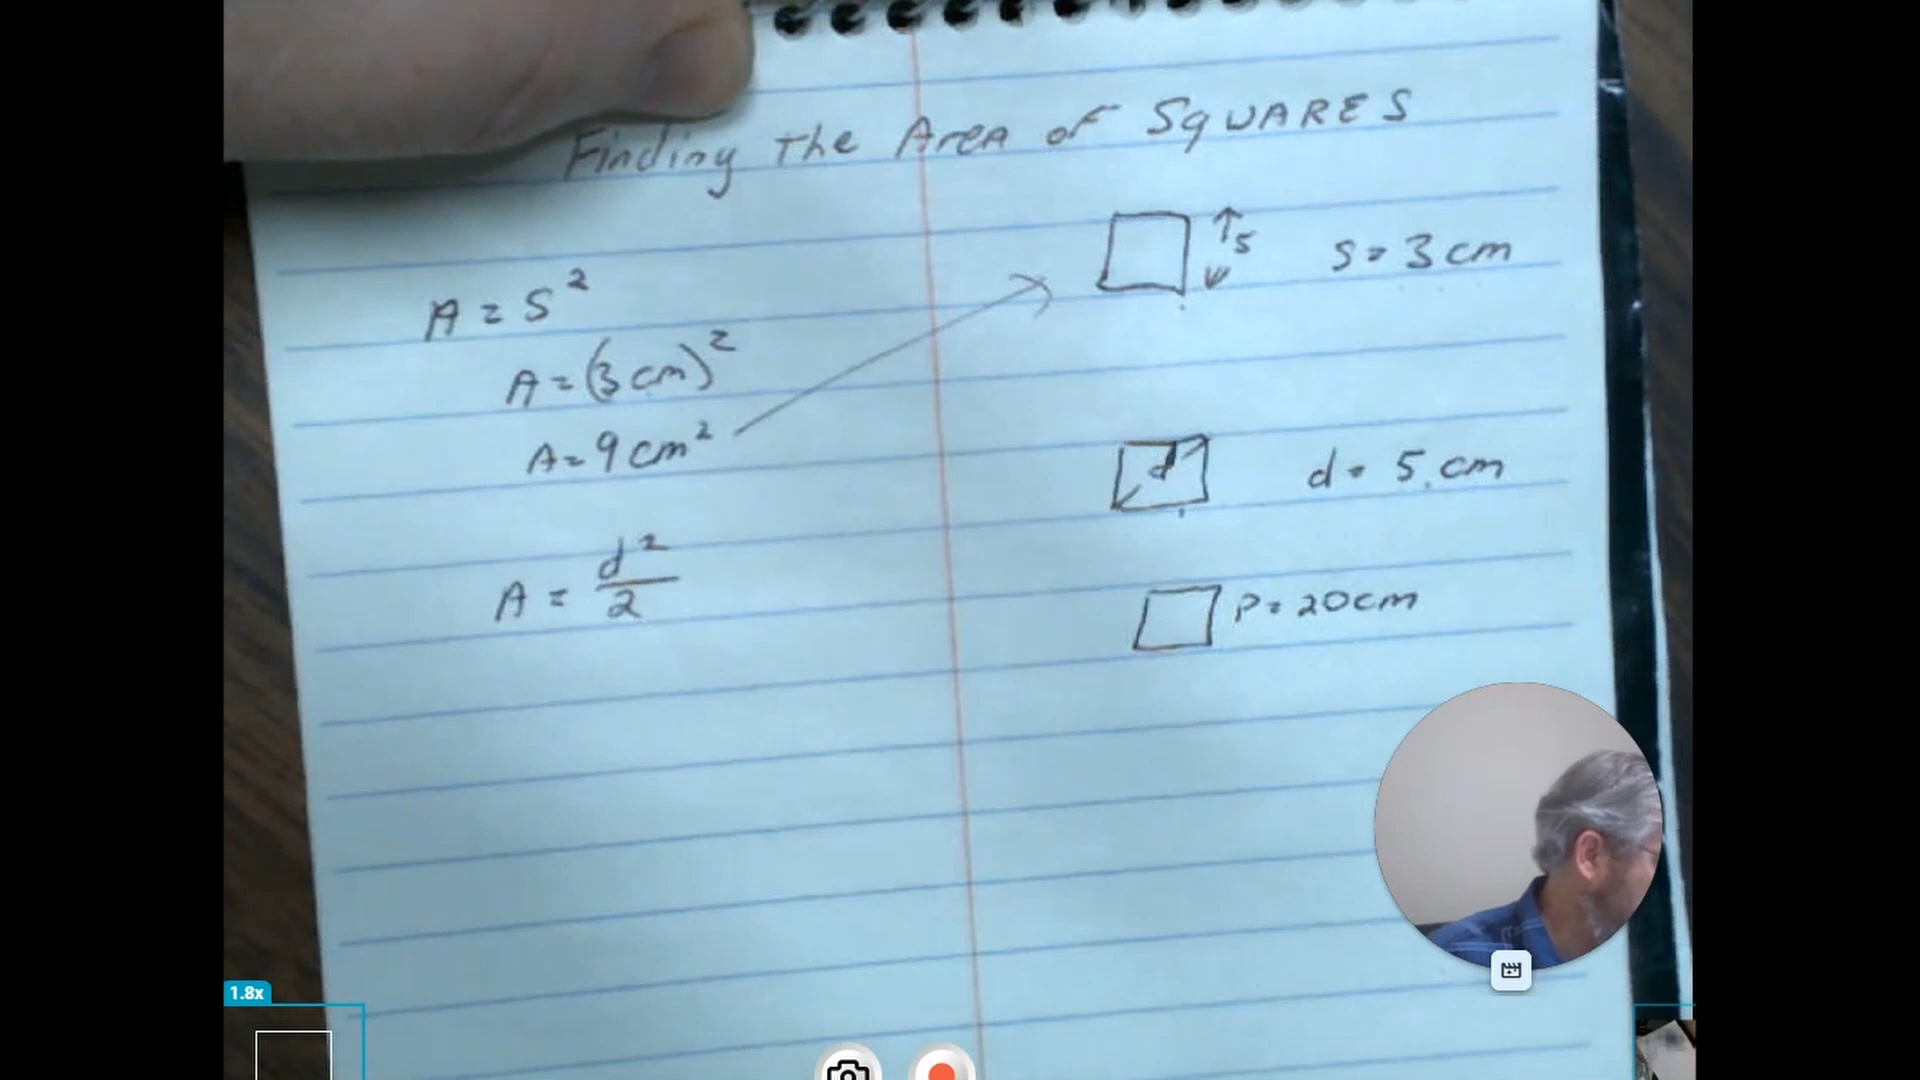 Finding The Area of SquARES
A = S²
A = (3 cm)²
A = 9 cm²
A = d²/2
s
S = 3 cm
d
d = 5 cm
P = 20cm
1.8x